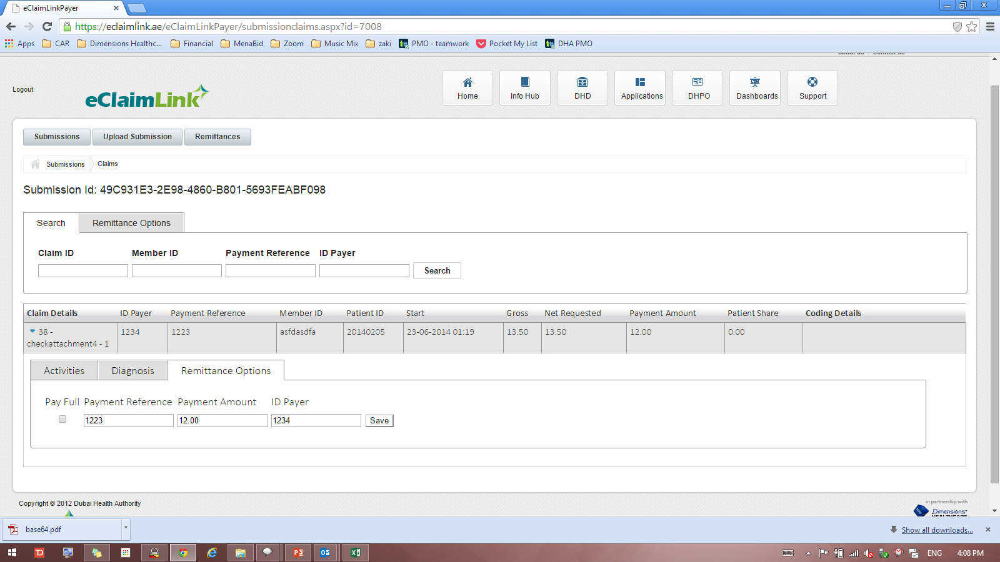 eClaimLinkPayer
https://eclaimlink.ae/eClaimLinkPayer/submissionclaims.aspx?id=7008
Apps CAR Dimensions Healthc... Financial MenaBid Zoom Music Mix zaki PMO - teamwork Pocket My List DHA PMO
about us contact us
Logout
eClaimLink
Home Info Hub DHD Applications DHPO Dashboards Support
Submissions Upload Submission Remittances
Submissions Claims
Submission Id: 49C931E3-2E98-4860-B801-5693FEABF098
Search Remittance Options
Claim ID Member ID Payment Reference ID Payer
Search
Claim Details ID Payer Payment Reference Member ID Patient ID Start Gross Net Requested Payment Amount Patient Share Coding Details
38 - 1234 1223 asfdasdfa 20140205 23-06-2014 01:19 13.50 13.50 12.00 0.00
checkattachment4 - 1
Activities Diagnosis Remittance Options
Pay Full Payment Reference Payment Amount ID Payer
1223 12.00 1234 Save
Copyright © 2012 Dubai Health Authority
in partnership with
Dimensions
HEALTHCARE
base64.pdf
Show all downloads...
ENG 4:08 PM